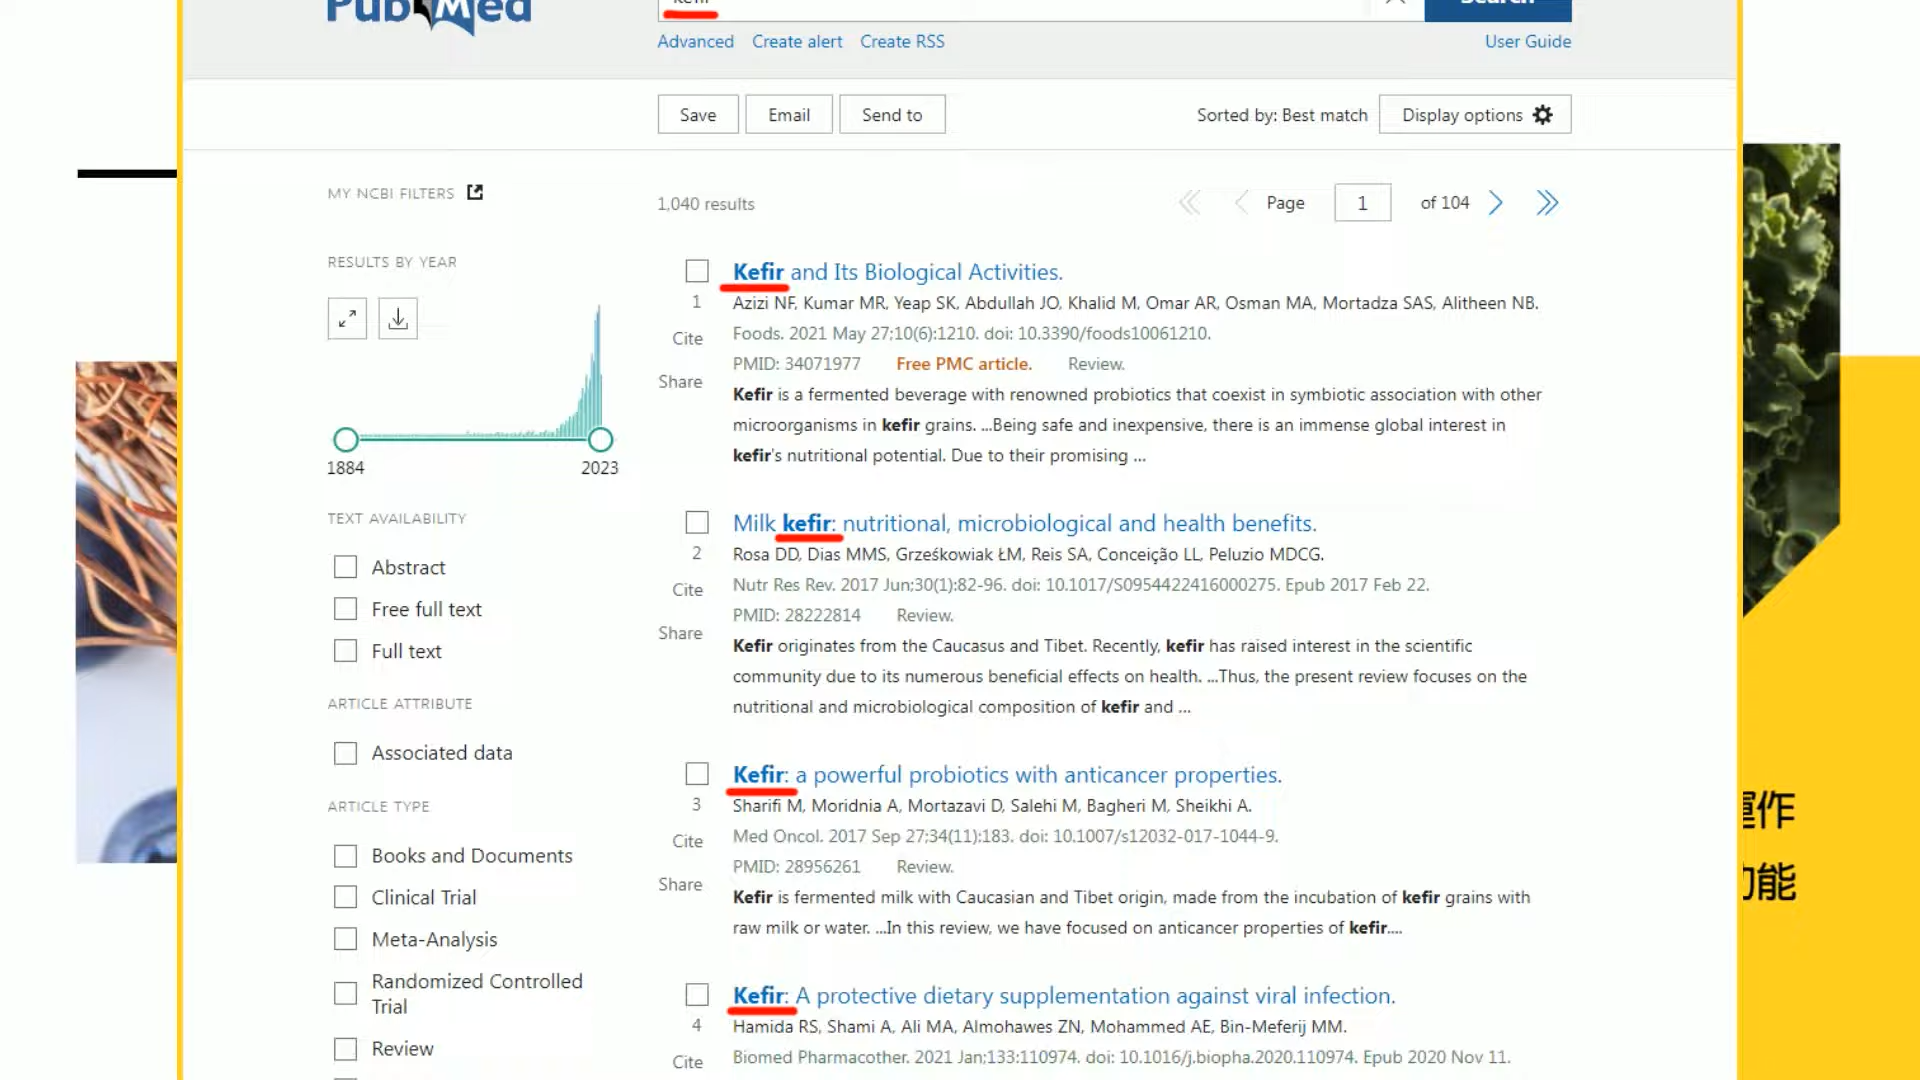 PubMed
kefir
Search
Advanced Create alert Create RSS
User Guide
Save Email Send to
Sorted by: Best match Display options
MY NCBI FILTERS
1,040 results
Page 1 of 104
RESULTS BY YEAR
1884 2023
TEXT AVAILABILITY
Abstract
Free full text
Full text
ARTICLE ATTRIBUTE
Associated data
ARTICLE TYPE
Books and Documents
Clinical Trial
Meta-Analysis
Randomized Controlled
Trial
Review
Kefir and Its Biological Activities.
1 Azizi NF, Kumar MR, Yeap SK, Abdullah JO, Khalid M, Omar AR, Osman MA, Mortadza SAS, Alitheen NB.
Cite Foods. 2021 May 27;10(6):1210. doi: 10.3390/foods10061210.
PMID: 34071977 Free PMC article. Review.
Share
Kefir is a fermented beverage with renowned probiotics that coexist in symbiotic association with other
microorganisms in kefir grains. ...Being safe and inexpensive, there is an immense global interest in
kefir's nutritional potential. Due to their promising ...
Milk kefir: nutritional, microbiological and health benefits.
2 Rosa DD, Dias MMS, Grześkowiak ŁM, Reis SA, Conceição LL, Peluzio MDCG.
Cite Nutr Res Rev. 2017 Jun;30(1):82-96. doi: 10.1017/S0954422416000275. Epub 2017 Feb 22.
PMID: 28222814 Review.
Share
Kefir originates from the Caucasus and Tibet. Recently, kefir has raised interest in the scientific
community due to its numerous beneficial effects on health. ...Thus, the present review focuses on the
nutritional and microbiological composition of kefir and ...
Kefir: a powerful probiotics with anticancer properties.
3 Sharifi M, Moridnia A, Mortazavi D, Salehi M, Bagheri M, Sheikhi A.
Cite Med Oncol. 2017 Sep 27;34(11):183. doi: 10.1007/s12032-017-1044-9.
PMID: 28956261 Review.
Share
Kefir is fermented milk with Caucasian and Tibet origin, made from the incubation of kefir grains with
raw milk or water. ...In this review, we have focused on anticancer properties of kefir....
Kefir: A protective dietary supplementation against viral infection.
4 Hamida RS, Shami A, Ali MA, Almohawes ZN, Mohammed AE, Bin-Meferij MM.
Cite Biomed Pharmacother. 2021 Jan;133:110974. doi: 10.1016/j.biopha.2020.110974. Epub 2020 Nov 11.
運作
功能